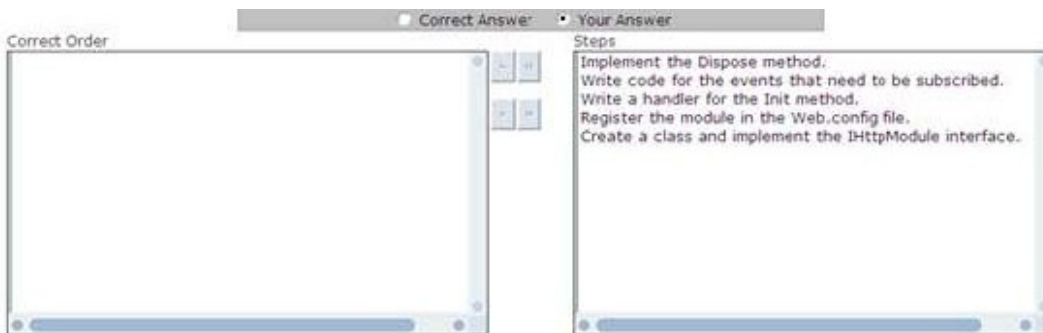 Correct Answer Your Answer
Correct Order
Steps
Implement the Dispose method.
Write code for the events that need to be subscribed.
Write a handler for the Init method.
Register the module in the Web.config file.
Create a class and implement the IHttpModule interface.